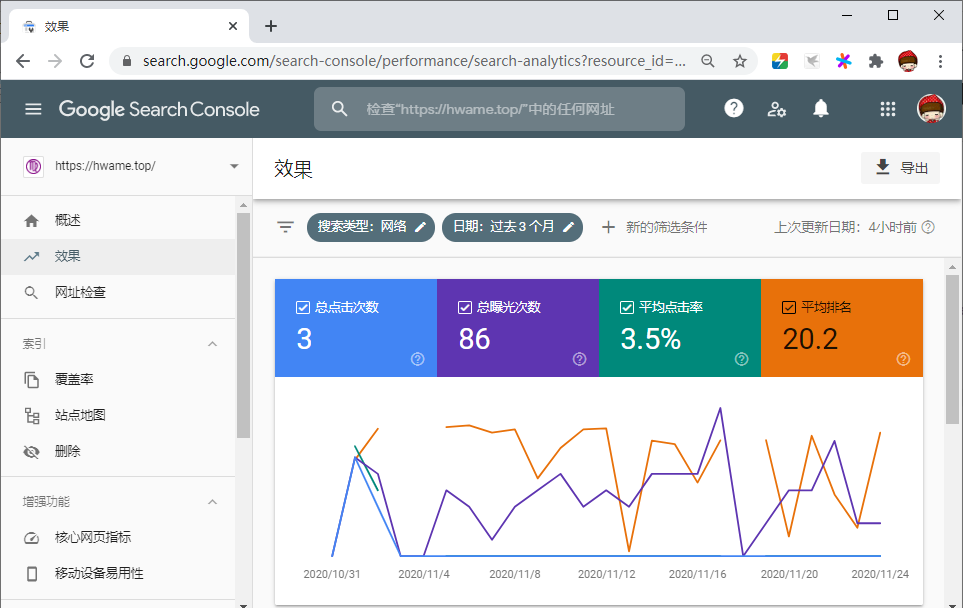 效果
search.google.com/search-console/performance/search-analytics?resource_id=...
Google Search Console
检查“https://hwame.top/”中的任何网址
https://hwame.top/
效果
导出
概述
效果
网址检查
索引
覆盖率
站点地图
删除
增强功能
核心网页指标
移动设备易用性
搜索类型：网络
日期：过去 3 个月
新的筛选条件
上次更新日期：4小时前
总点击次数
3
总曝光次数
86
平均点击率
3.5%
平均排名
20.2
2020/10/31
2020/11/4
2020/11/8
2020/11/12
2020/11/16
2020/11/20
2020/11/24